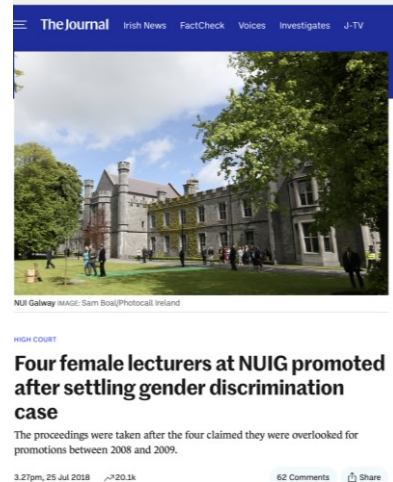 The Journal Irish News FactCheck Voices Investigates J-TV
NUI Galway IMAGE: Sam Boal/Photocall Ireland
HIGH COURT
Four female lecturers at NUIG promoted
after settling gender discrimination
case
The proceedings were taken after the four claimed they were overlooked for
promotions between 2008 and 2009.
3.27pm, 25 Jul 2018 20.1k 62 Comments Share